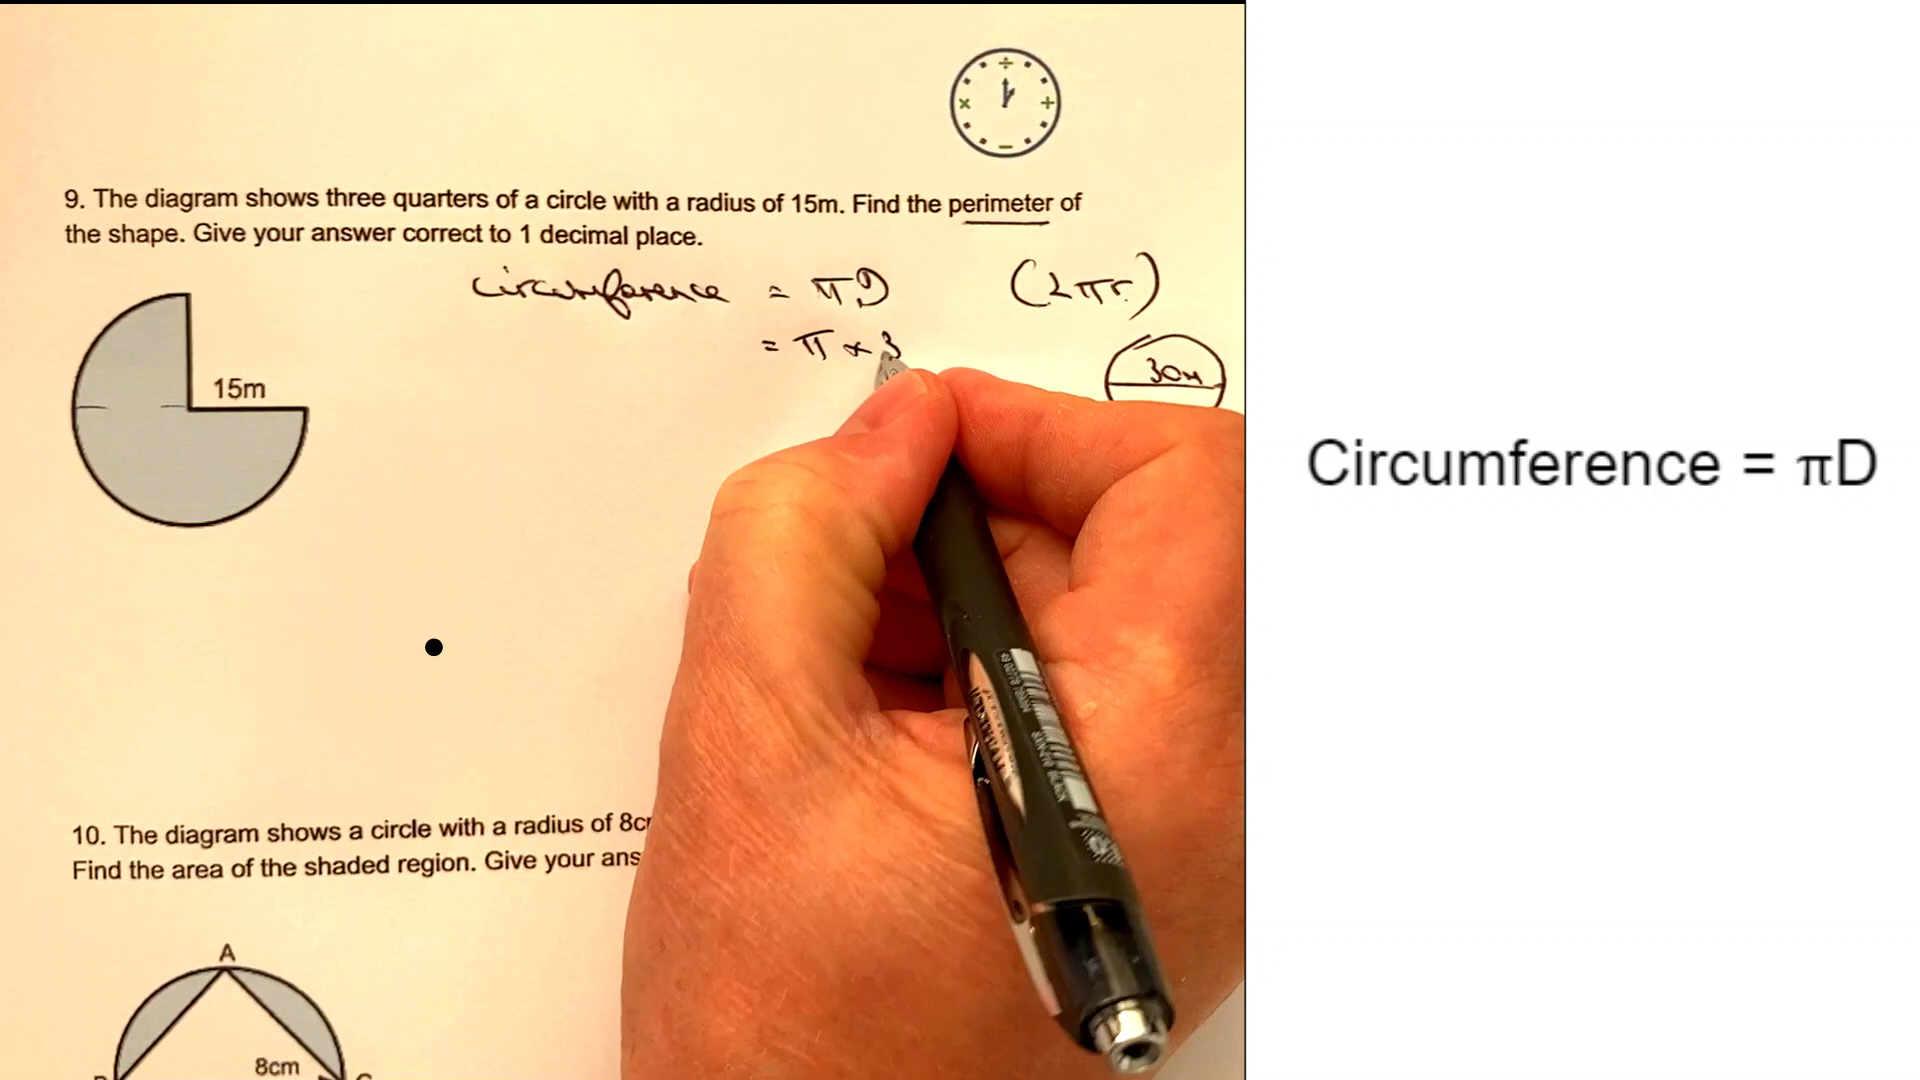 9. The diagram shows three quarters of a circle with a radius of 15m. Find the perimeter of
the shape. Give your answer correct to 1 decimal place.
circumference = πD (2πr)
= π × 3
30m
15m
Circumference = πD
10. The diagram shows a circle with a radius of 8c
Find the area of the shaded region. Give your ans
A
8cm